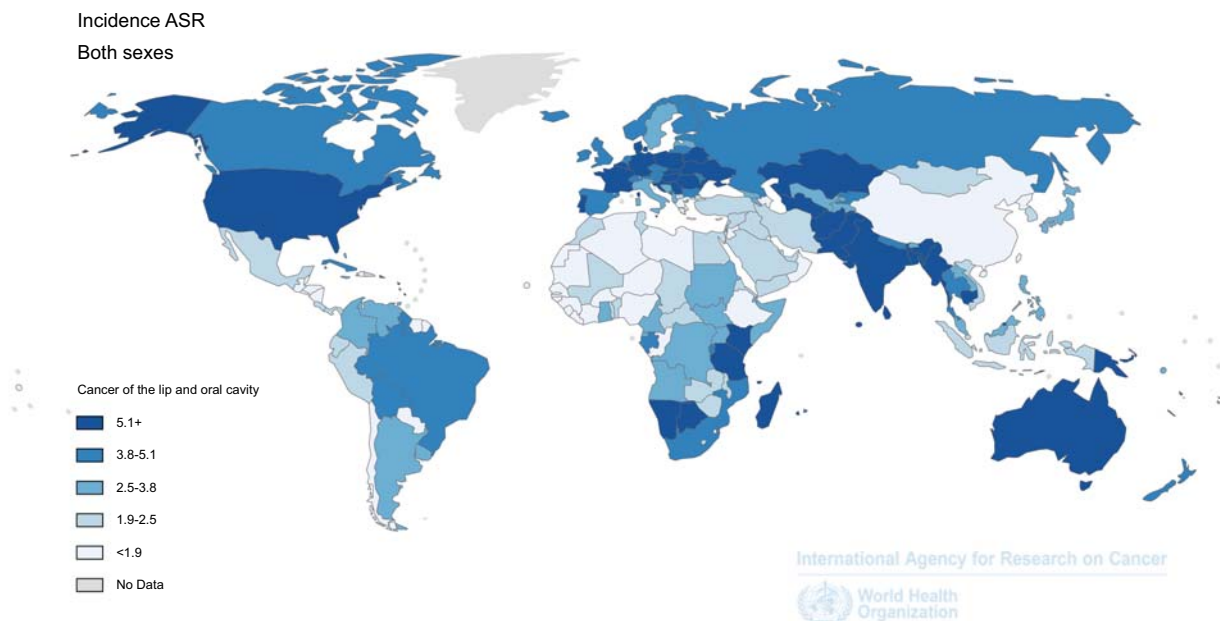 Incidence ASR
Both sexes
Cancer of the lip and oral cavity
5.1+
3.8-5.1
2.5-3.8
1.9-2.5
<1.9
No Data
International Agency for Research on Cancer
World Health
Organization